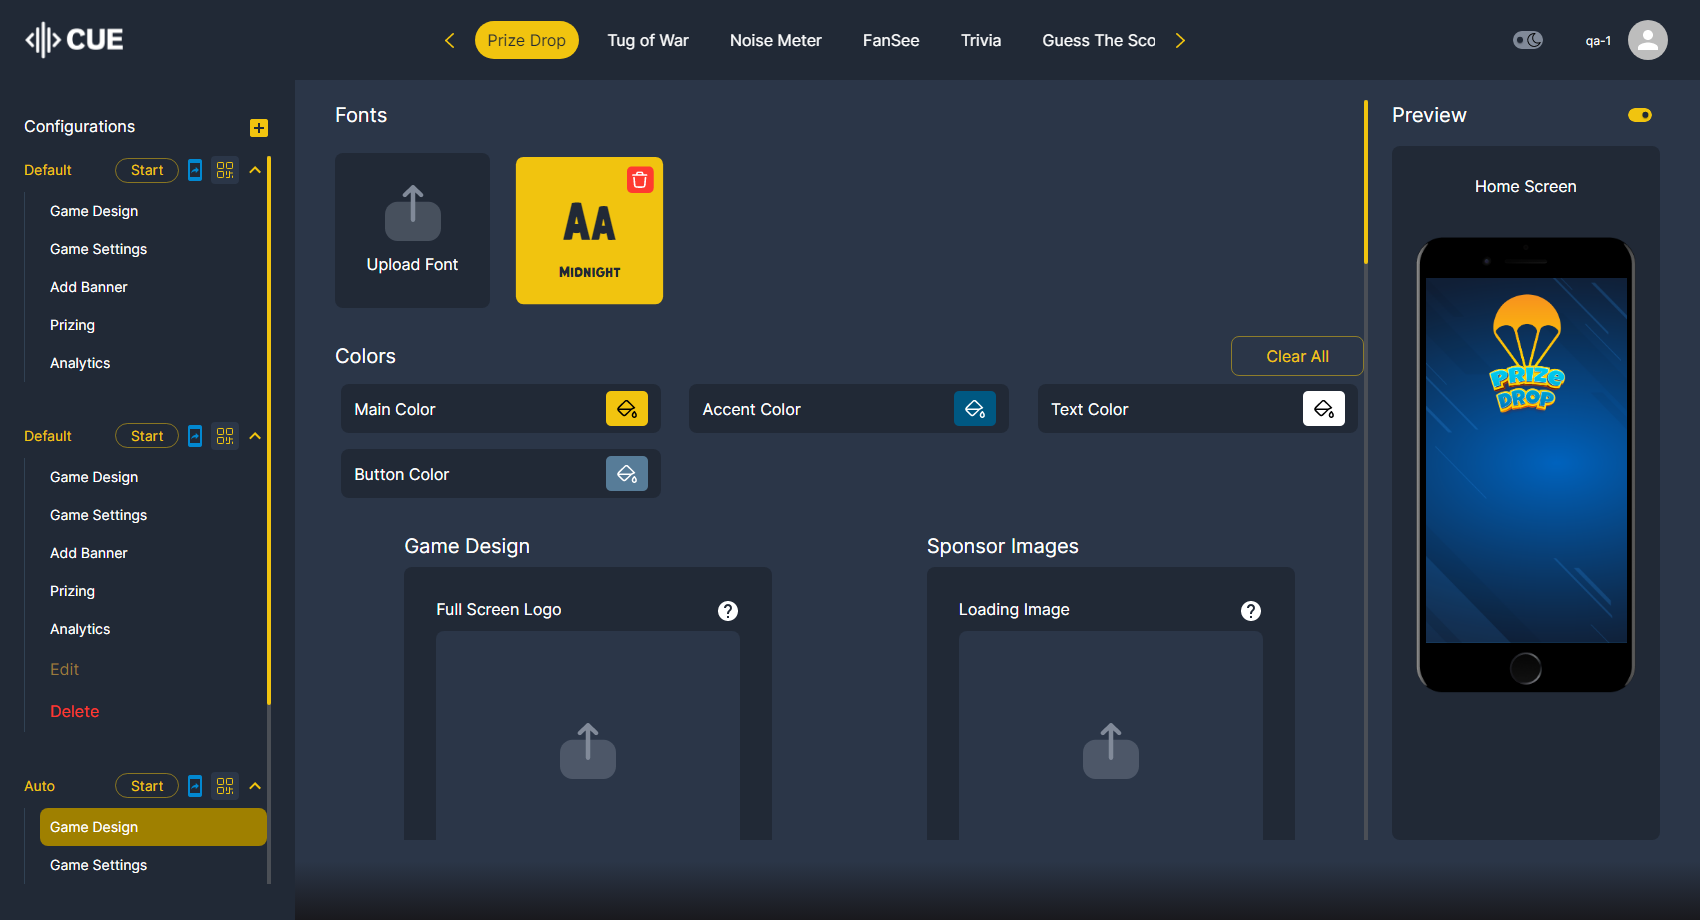 CUE
Prize Drop
Tug of War
Noise Meter
FanSee
Trivia
Guess The Sco
qa-1
Configurations
Default
Start
Game Design
Game Settings
Add Banner
Prizing
Analytics
Default
Start
Game Design
Game Settings
Add Banner
Prizing
Analytics
Edit
Delete
Auto
Start
Game Design
Game Settings
Fonts
Upload Font
AA
MIDNIGHT
Colors
Clear All
Main Color
Accent Color
Text Color
Button Color
Game Design
Full Screen Logo
?
Sponsor Images
Loading Image
?
Preview
Home Screen
PRIZE
DROP